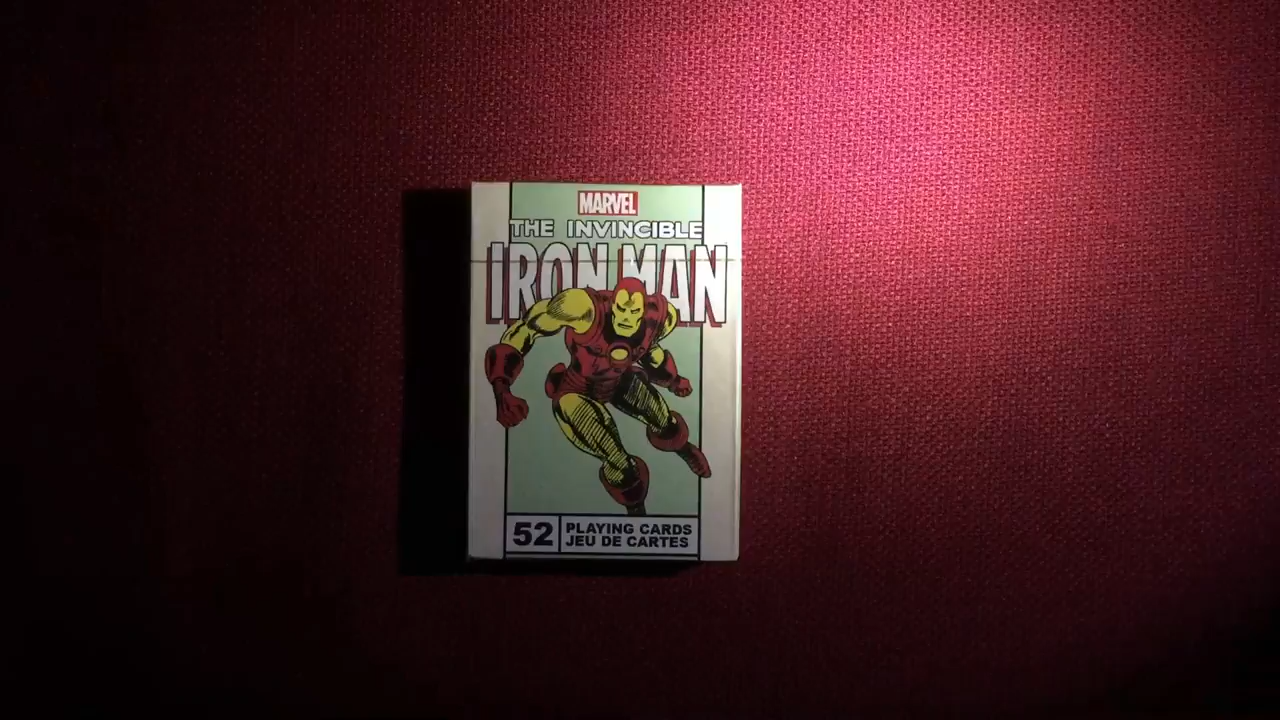 MARVEL
THE INVINCIBLE
IRON MAN
52
PLAYING CARDS
JEU DE CARTES